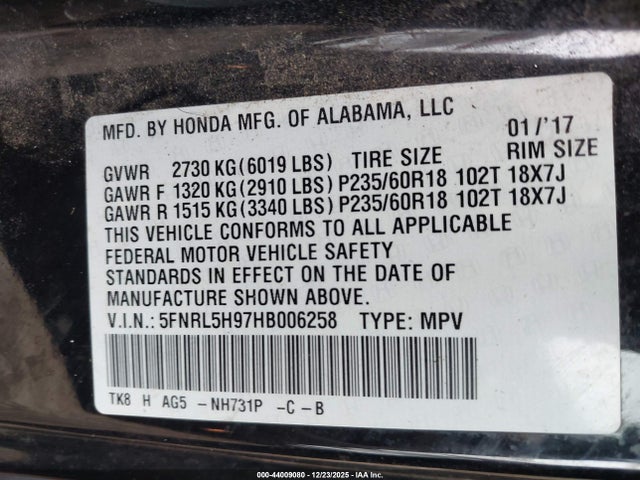 MFD. BY HONDA MFG. OF ALABAMA, LLC 01/'17
GVWR 2730 KG(6019 LBS) TIRE SIZE RIM SIZE
GAWR F 1320 KG(2910 LBS) P235/60R18 102T 18X7J
GAWR R 1515 KG(3340 LBS) P235/60R18 102T 18X7J
THIS VEHICLE CONFORMS TO ALL APPLICABLE
FEDERAL MOTOR VEHICLE SAFETY
STANDARDS IN EFFECT ON THE DATE OF
MANUFACTURE SHOWN ABOVE.
V.I.N.: 5FNRL5H97HB006258 TYPE: MPV
TK8 H AG5 -NH731P -C-B
000-44009080 - 12/23/2025 - IAA Inc.